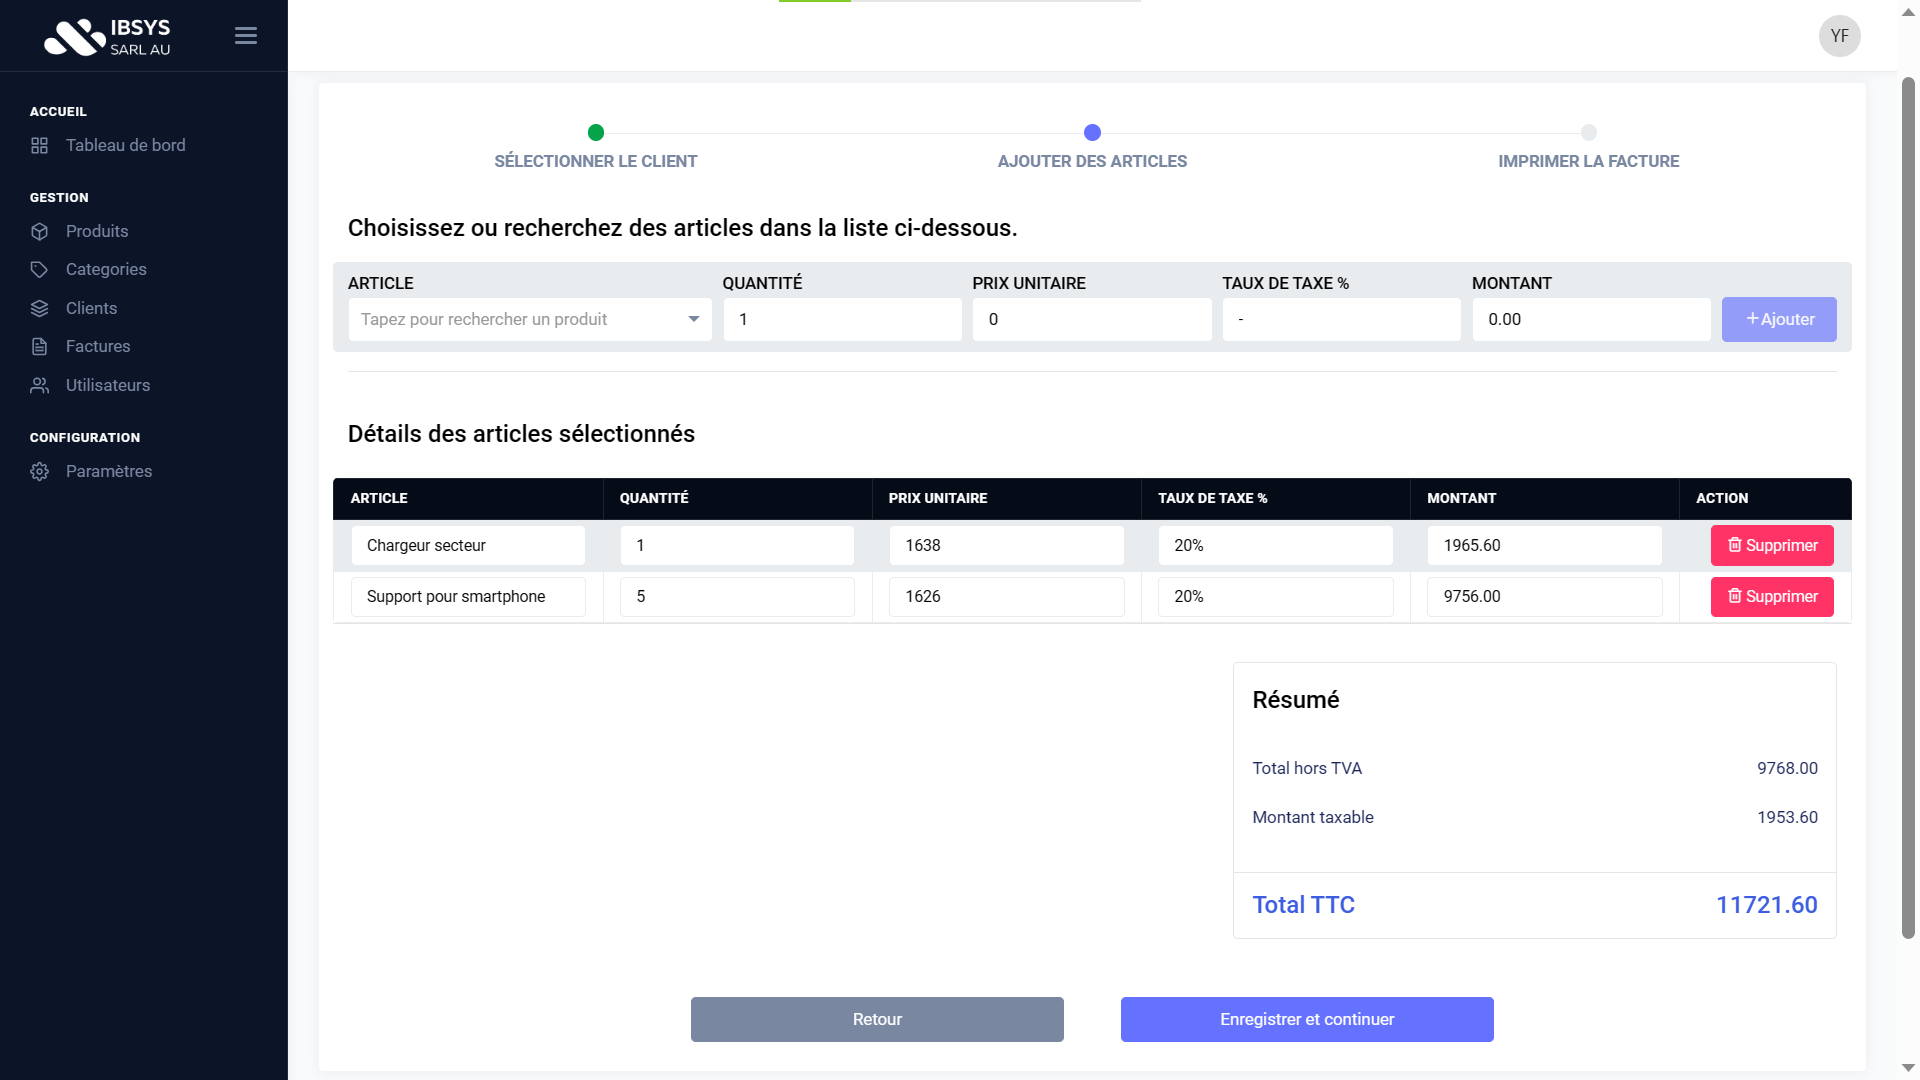 IBSYS
SARL AU
YF
ACCUEIL
Tableau de bord
GESTION
Produits
Categories
Clients
Factures
Utilisateurs
CONFIGURATION
Paramètres
SÉLECTIONNER LE CLIENT AJOUTER DES ARTICLES IMPRIMER LA FACTURE
Choisissez ou recherchez des articles dans la liste ci-dessous.
ARTICLE QUANTITÉ PRIX UNITAIRE TAUX DE TAXE % MONTANT
Tapez pour rechercher un produit 1 0 - 0.00 +Ajouter
Détails des articles sélectionnés
ARTICLE QUANTITÉ PRIX UNITAIRE TAUX DE TAXE % MONTANT ACTION
Chargeur secteur 1 1638 20% 1965.60 Supprimer
Support pour smartphone 5 1626 20% 9756.00 Supprimer
Résumé
Total hors TVA 9768.00
Montant taxable 1953.60
Total TTC 11721.60
Retour Enregistrer et continuer